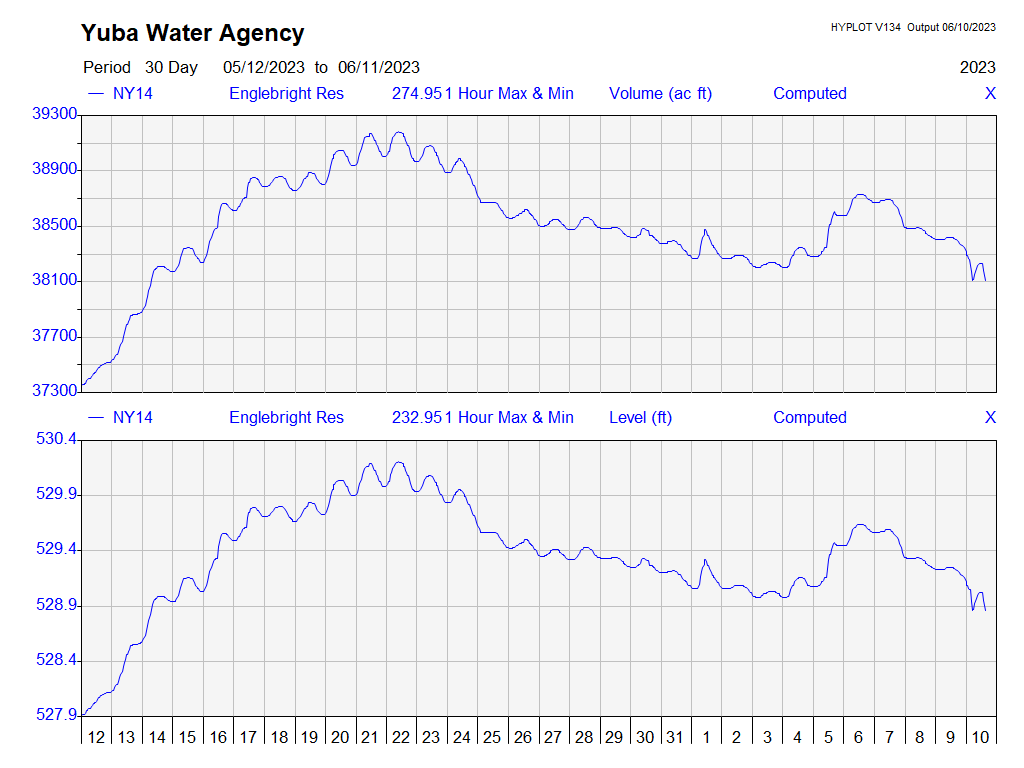 Yuba Water Agency
HYPLOT V134 Output 06/10/2023
Period 30 Day 05/12/2023 to 06/11/2023 2023
NY14 Englebright Res 274.951 Hour Max & Min Volume (ac ft) Computed X
39300
38900
38500
38100
37700
37300
NY14 Englebright Res 232.951 Hour Max & Min Level (ft) Computed X
530.4
529.9
529.4
528.9
528.4
527.9
12 13 14 15 16 17 18 19 20 21 22 23 24 25 26 27 28 29 30 31 1 2 3 4 5 6 7 8 9 10